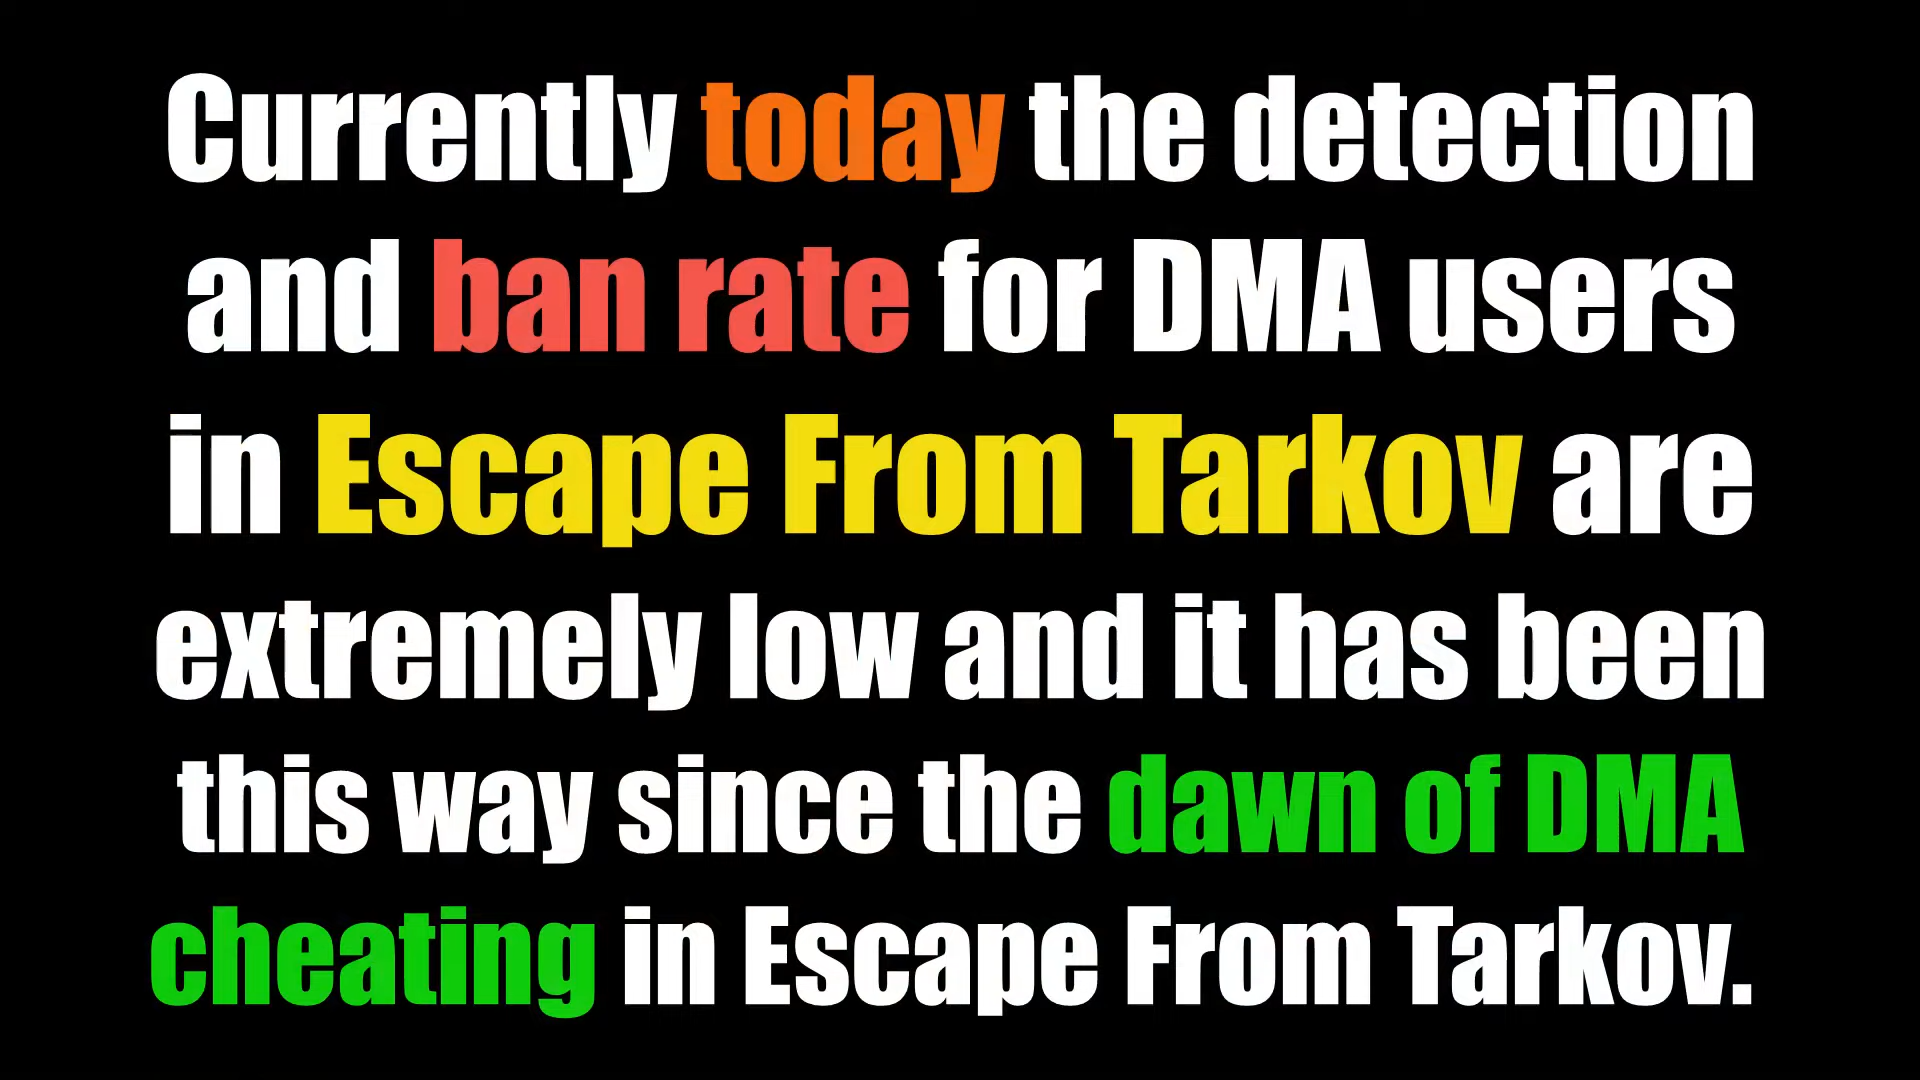 Currently today the detection
and ban rate for DMA users
in Escape From Tarkov are
extremely low and it has been
this way since the dawn of DMA
cheating in Escape From Tarkov.